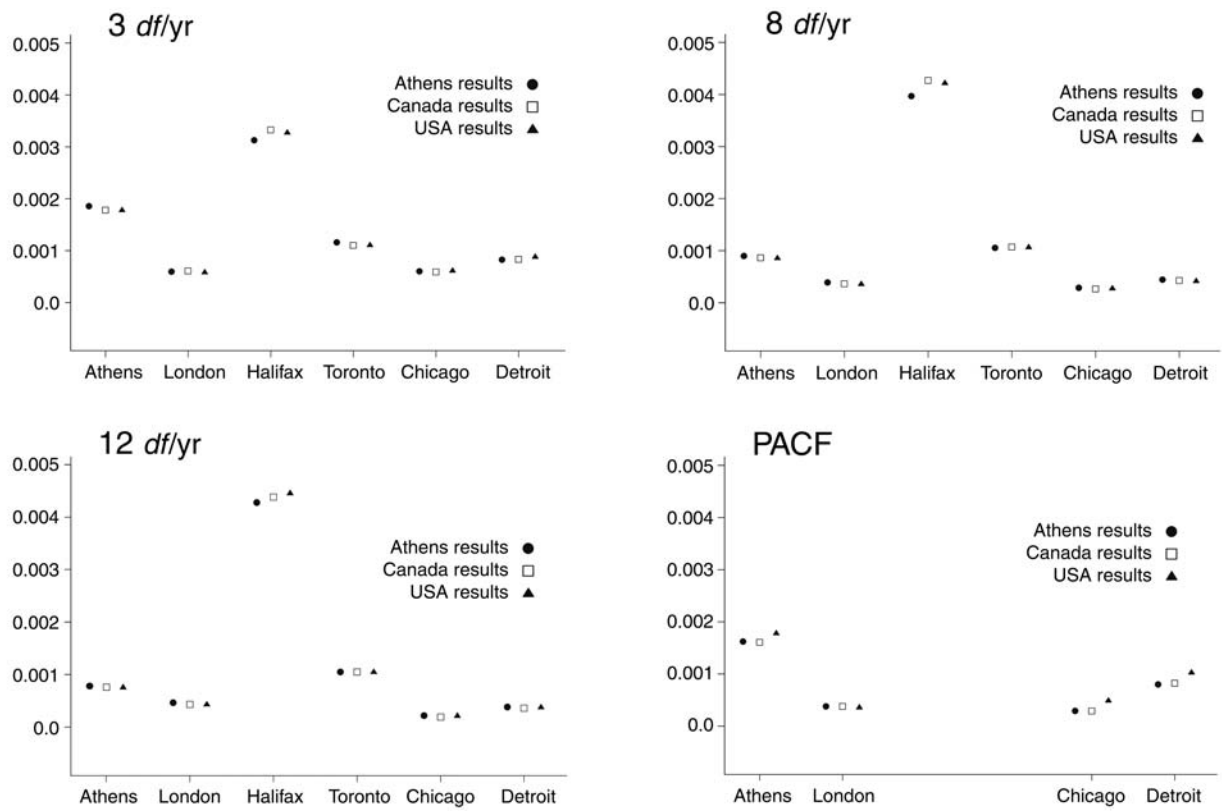 3 df/yr
0.005
0.004
0.003
0.002
0.001
0.0
Athens results
Canada results
USA results
Athens London Halifax Toronto Chicago Detroit
8 df/yr
0.005
0.004
0.003
0.002
0.001
0.0
Athens results
Canada results
USA results
Athens London Halifax Toronto Chicago Detroit
12 df/yr
0.005
0.004
0.003
0.002
0.001
0.0
Athens results
Canada results
USA results
Athens London Halifax Toronto Chicago Detroit
PACF
0.005
0.004
0.003
0.002
0.001
0.0
Athens results
Canada results
USA results
Athens London Chicago Detroit